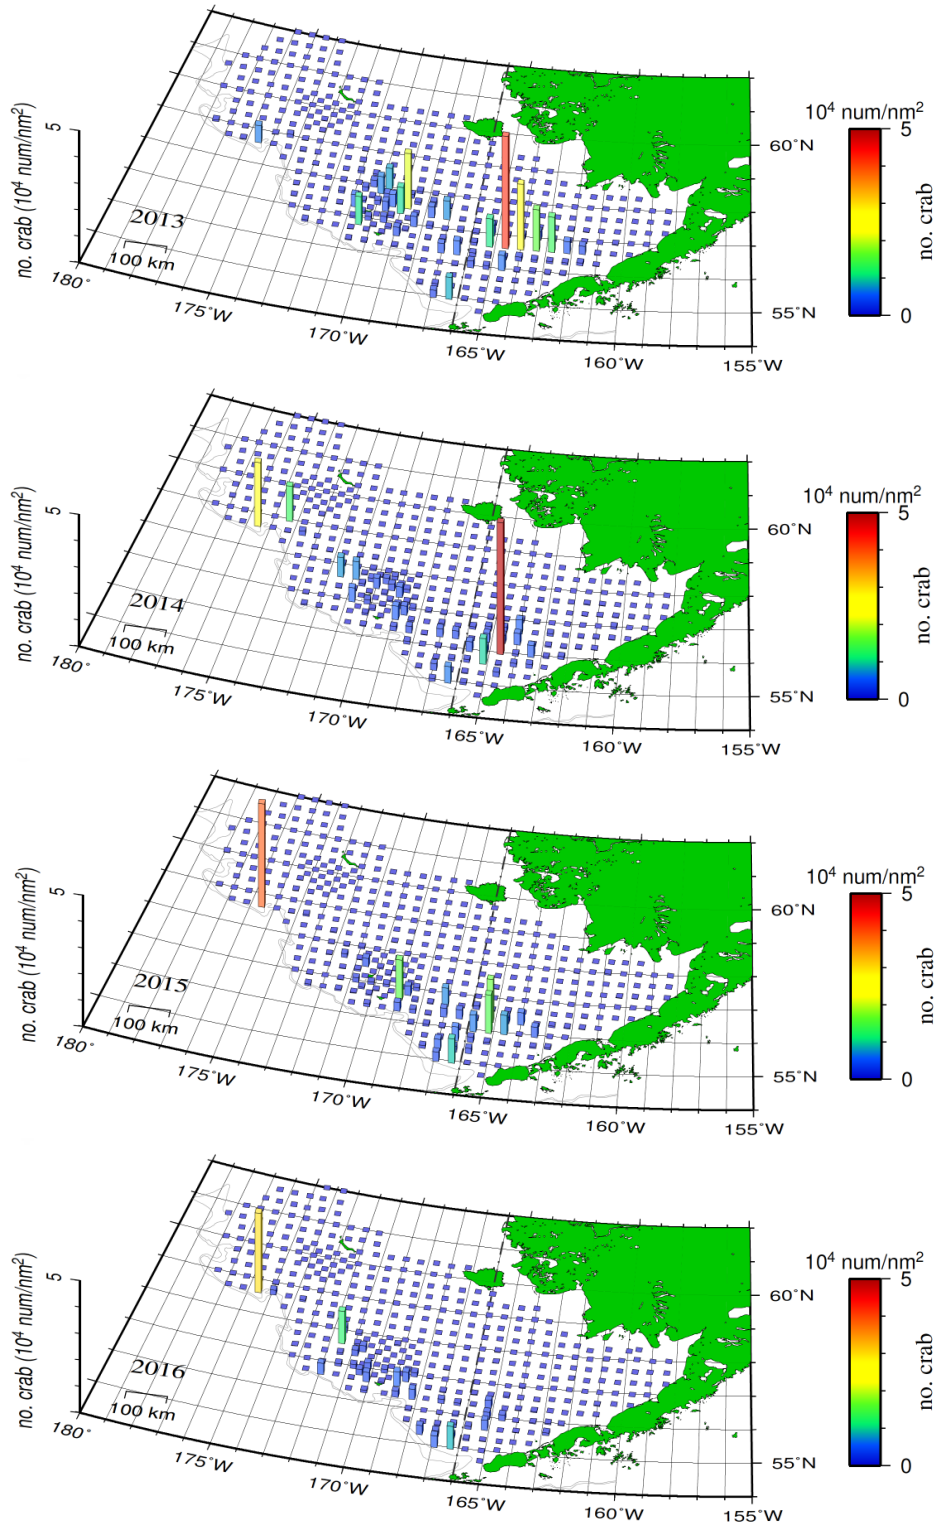 10⁴ num/nm²
5
no. crab
0
60˚N
55˚N
5
no. crab (10⁴ num/nm²)
2013
100 km
180˚
175˚W
170˚W
165˚W
160˚W
155˚W
10⁴ num/nm²
5
no. crab
0
60˚N
55˚N
5
no. crab (10⁴ num/nm²)
2014
100 km
180˚
175˚W
170˚W
165˚W
160˚W
155˚W
10⁴ num/nm²
5
no. crab
0
60˚N
55˚N
5
no. crab (10⁴ num/nm²)
2015
100 km
180˚
175˚W
170˚W
165˚W
160˚W
155˚W
10⁴ num/nm²
5
no. crab
0
60˚N
55˚N
5
no. crab (10⁴ num/nm²)
2016
100 km
180˚
175˚W
170˚W
165˚W
160˚W
155˚W